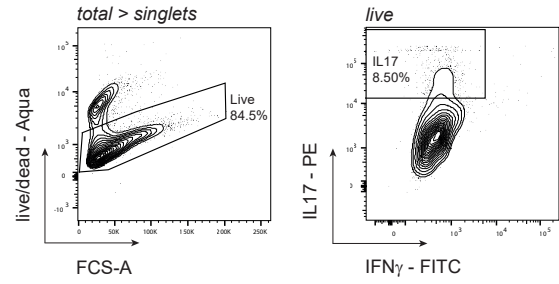 total > singlets
live/dead - Aqua
10^5
10^4
10^3
0
-10^3
Live
84.5%
0
50K
100K
150K
200K
250K
FCS-A
live
IL17 - PE
10^5
10^4
10^3
0
IL17
8.50%
0
10^3
10^4
10^5
IFNγ - FITC